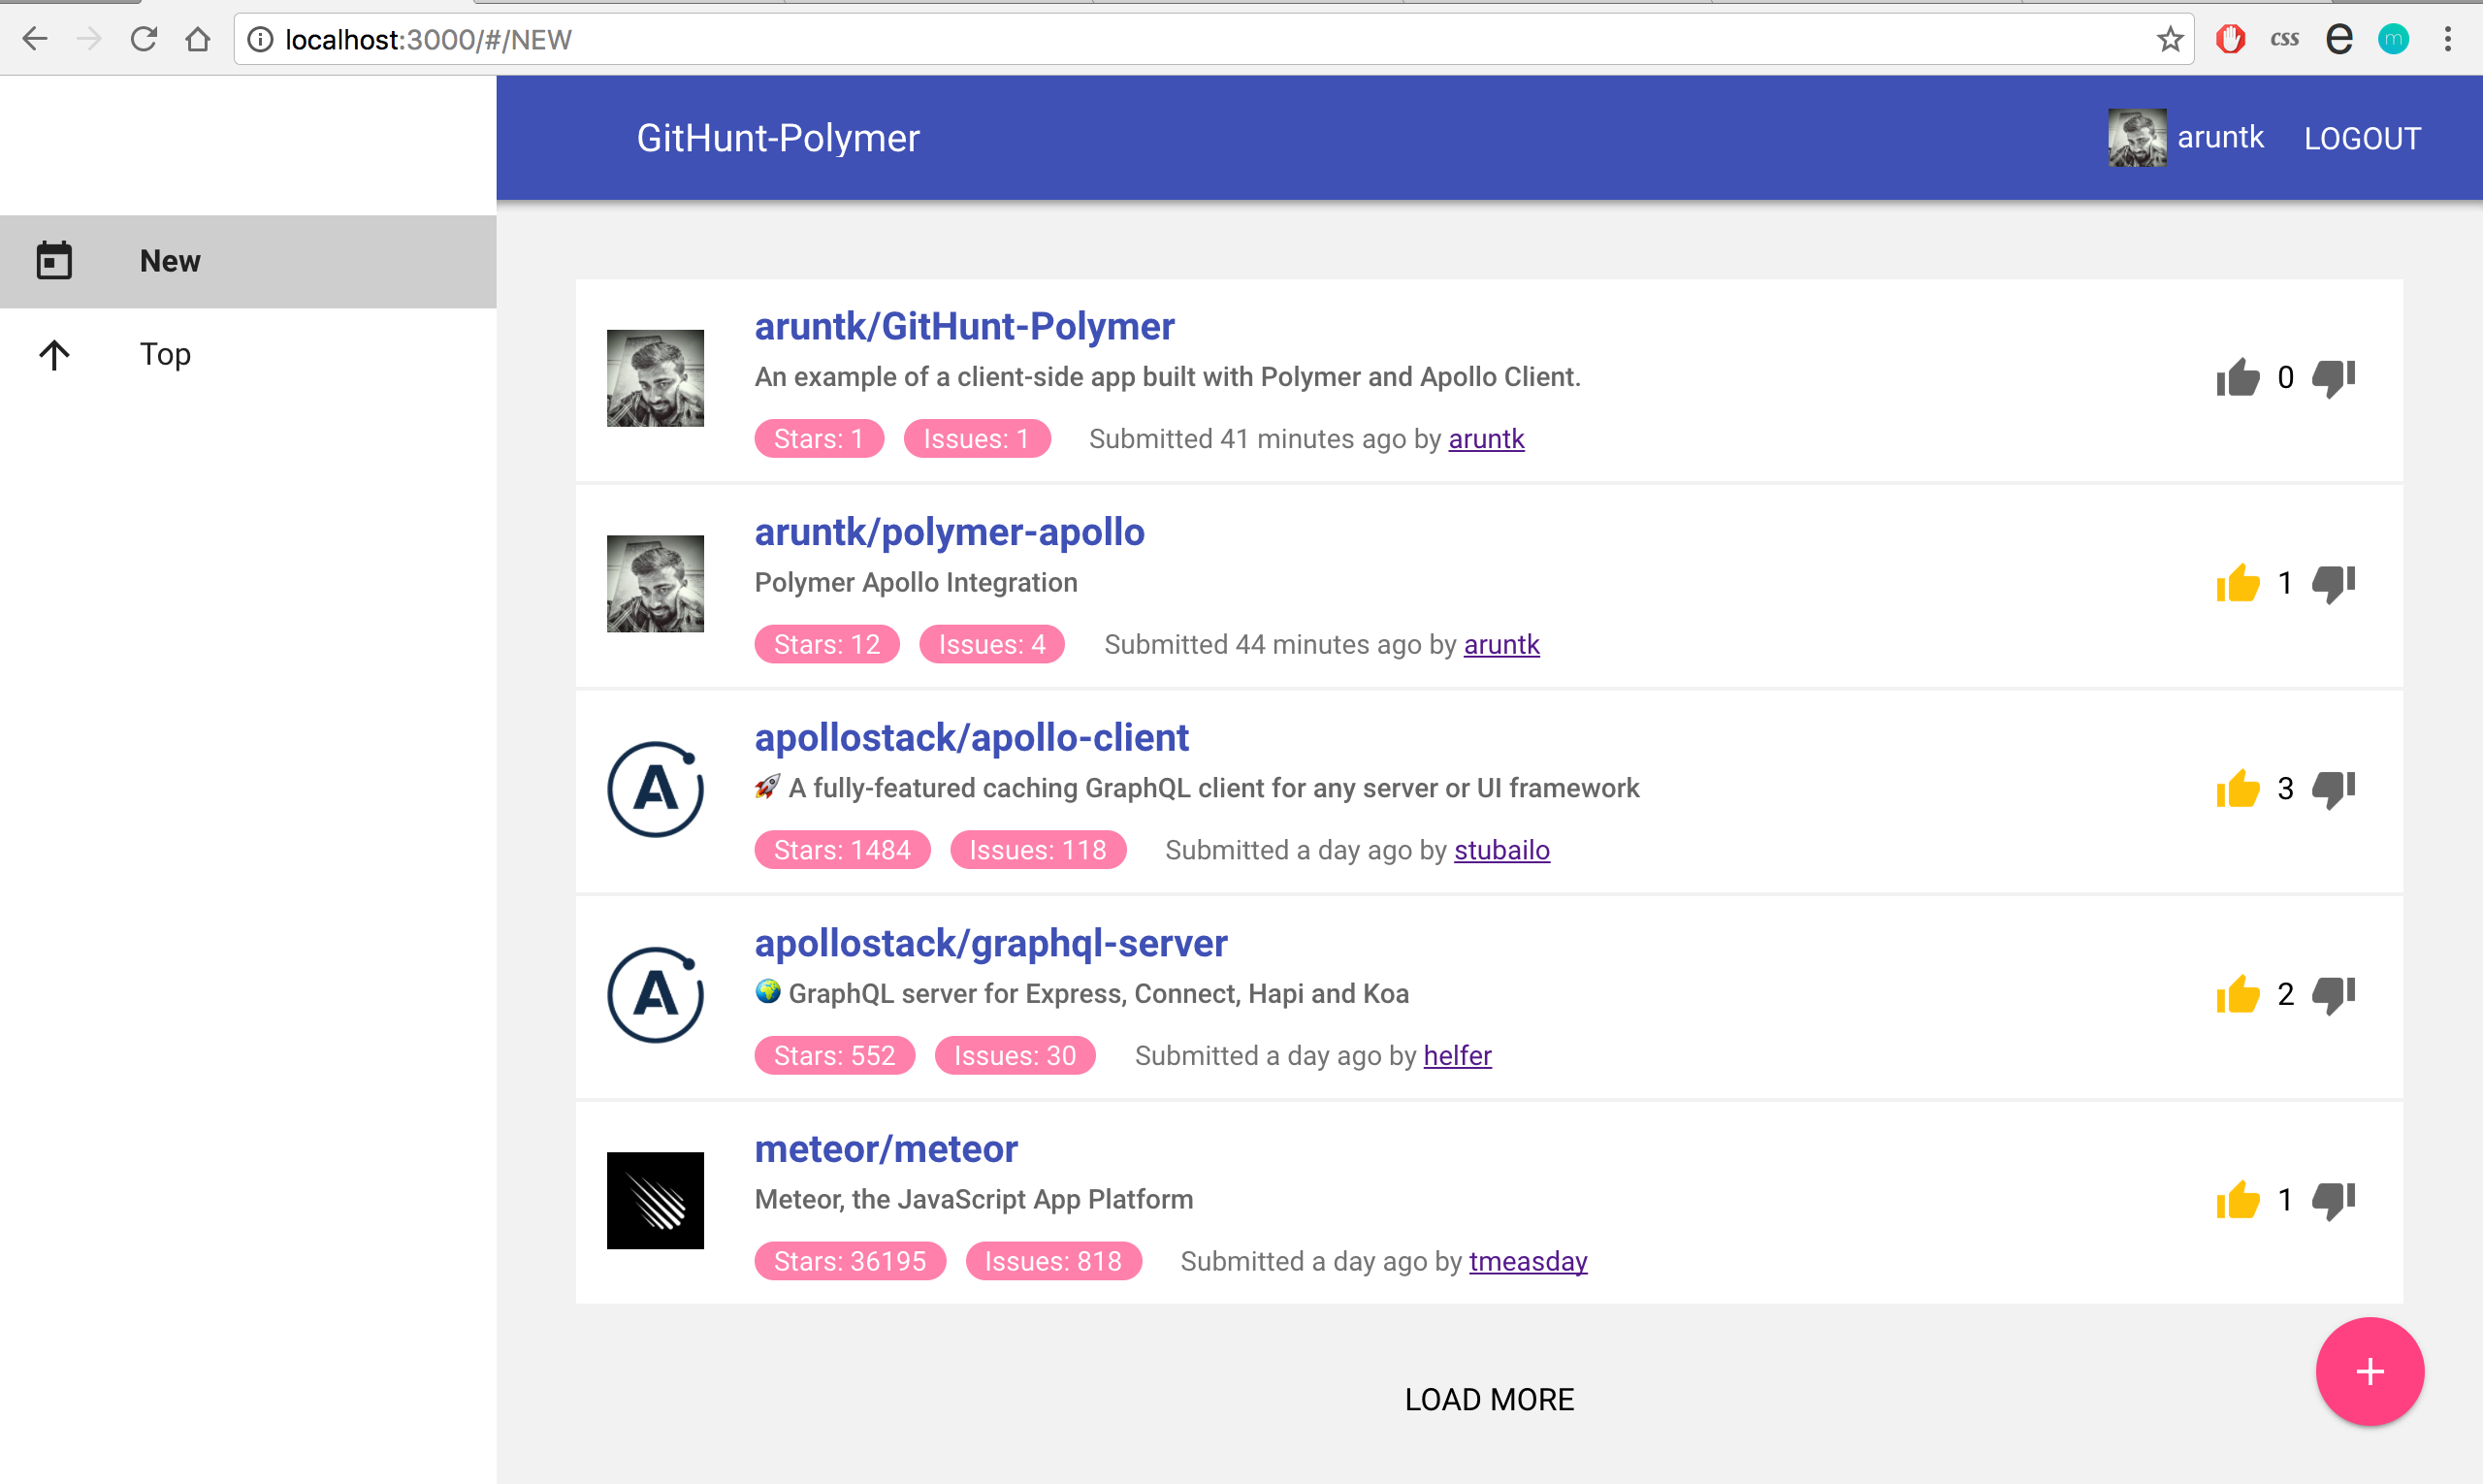 localhost:3000/#/NEW
css
e
m
GitHunt-Polymer
aruntk
LOGOUT
New
Top
aruntk/GitHunt-Polymer
An example of a client-side app built with Polymer and Apollo Client.
Stars: 1 Issues: 1 Submitted 41 minutes ago by aruntk
0
aruntk/polymer-apollo
Polymer Apollo Integration
Stars: 12 Issues: 4 Submitted 44 minutes ago by aruntk
1
A
apollostack/apollo-client
🚀 A fully-featured caching GraphQL client for any server or UI framework
Stars: 1484 Issues: 118 Submitted a day ago by stubailo
3
A
apollostack/graphql-server
🌍 GraphQL server for Express, Connect, Hapi and Koa
Stars: 552 Issues: 30 Submitted a day ago by helfer
2
meteor/meteor
Meteor, the JavaScript App Platform
Stars: 36195 Issues: 818 Submitted a day ago by tmeasday
1
LOAD MORE
+